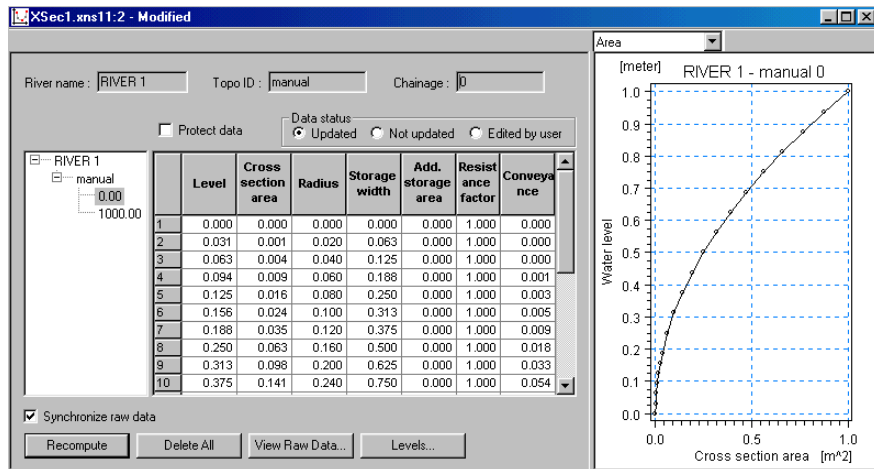 XSec1.xns11:2 - Modified
Area
River name : RIVER 1 Topo ID : manual Chainage : 0
Protect data
Data status
Updated Not updated Edited by user
RIVER 1
manual
0.00
1000.00
Level Cross section area Radius Storage width Add. storage area Resist ance factor Conveya nce
1 0.000 0.000 0.000 0.000 0.000 1.000 0.000
2 0.031 0.001 0.020 0.063 0.000 1.000 0.000
3 0.063 0.004 0.040 0.125 0.000 1.000 0.000
4 0.094 0.009 0.060 0.188 0.000 1.000 0.001
5 0.125 0.016 0.080 0.250 0.000 1.000 0.003
6 0.156 0.024 0.100 0.313 0.000 1.000 0.005
7 0.188 0.035 0.120 0.375 0.000 1.000 0.009
8 0.250 0.063 0.160 0.500 0.000 1.000 0.018
9 0.313 0.098 0.200 0.625 0.000 1.000 0.033
10 0.375 0.141 0.240 0.750 0.000 1.000 0.054
Synchronize raw data
Recompute Delete All View Raw Data... Levels...
[meter] RIVER 1 - manual 0
1.0
0.9
0.8
0.7
0.6
0.5
0.4
0.3
0.2
0.1
0.0
Water level
0.0 0.5 1.0
Cross section area [m^2]